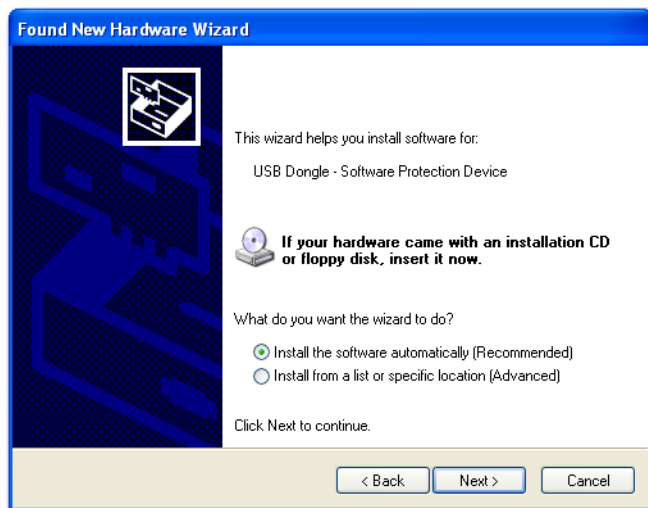 Found New Hardware Wizard
This wizard helps you install software for:
USB Dongle - Software Protection Device
If your hardware came with an installation CD
or floppy disk, insert it now.
What do you want the wizard to do?
Install the software automatically (Recommended)
Install from a list or specific location (Advanced)
Click Next to continue.
< Back Next > Cancel